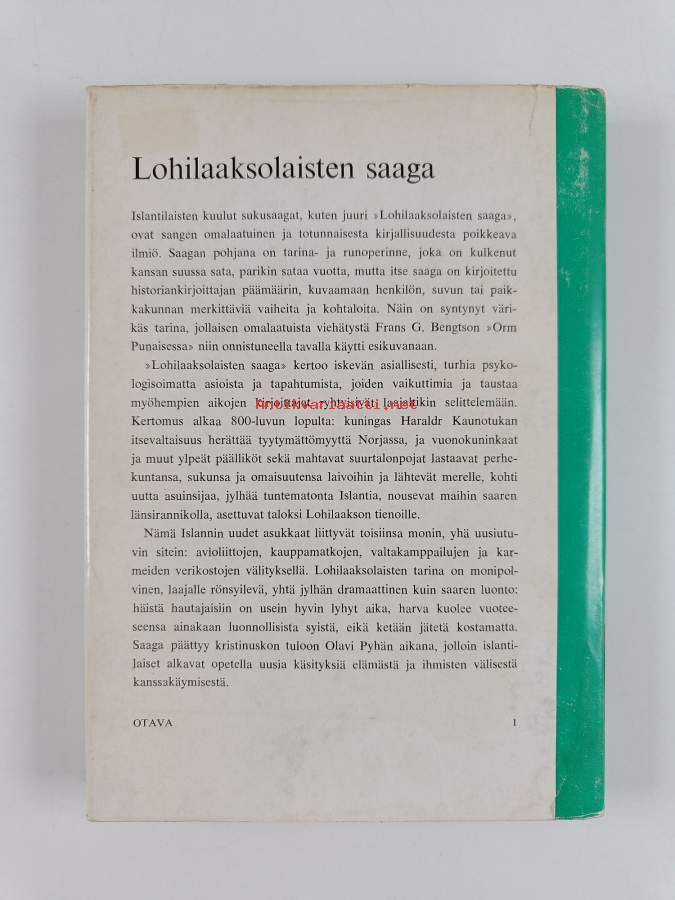 Lohilaaksolaisten saaga
Islantilaisten kuulut sukusaagat, kuten juuri »Lohilaaksolaisten saaga»,
ovat sangen omalaatuinen ja totunnaisesta kirjallisuudesta poikkeava
ilmiö. Saagan pohjana on tarina- ja runoperinne, joka on kulkenut
kansan suussa sata, parikin sataa vuotta, mutta itse saaga on kirjoitettu
historiankirjoittajan päämäärin, kuvaamaan henkilön, suvun tai paik-
kakunnan merkittäviä vaiheita ja kohtaloita. Näin on syntynyt väri-
käs tarina, jollaisen omalaatuista viehätystä Frans G. Bengtson »Orm
Punaisessa» niin onnistuneella tavalla käytti esikuvanaan.
»Lohilaaksolaisten saaga» kertoo iskevän asiallisesti, turhia psyko-
logisoimatta asioista ja tapahtumista, joiden vaikuttimia ja taustaa
myöhempien aikojen kirjoittajat ryhtyisivät laajaltikin selittelemään.
Antikvariaatti.net
Kertomus alkaa 800-luvun lopulta: kuningas Haraldr Kaunotukan
itsevaltaisuus herättää tyytymättömyyttä Norjassa, ja vuonokuninkaat
ja muut ylpeät päälliköt sekä mahtavat suurtalonpojat lastaavat perhe-
kuntansa, sukunsa ja omaisuutensa laivoihin ja lähtevät merelle, kohti
uutta asuinsijaa, jylhää tuntematonta Islantia, nousevat maihin saaren
länsirannikolla, asettuvat taloksi Lohilaakson tienoille.
Nämä Islannin uudet asukkaat liittyvät toisiinsa monin, yhä uusiutu-
vin sitein: avioliittojen, kauppamatkojen, valtakamppailujen ja kar-
meiden verikostojen välityksellä. Lohilaaksolaisten tarina on monipol-
vinen, laajalle rönsyilevä, yhtä jylhän dramaattinen kuin saaren luonto:
häistä hautajaisiin on usein hyvin lyhyt aika, harva kuolee vuotee-
seensa ainakaan luonnollisista syistä, eikä ketään jätetä kostamatta.
Saaga päättyy kristinuskon tuloon Olavi Pyhän aikana, jolloin islanti-
laiset alkavat opetella uusia käsityksiä elämästä ja ihmisten välisestä
kanssakäymisestä.
OTAVA 1